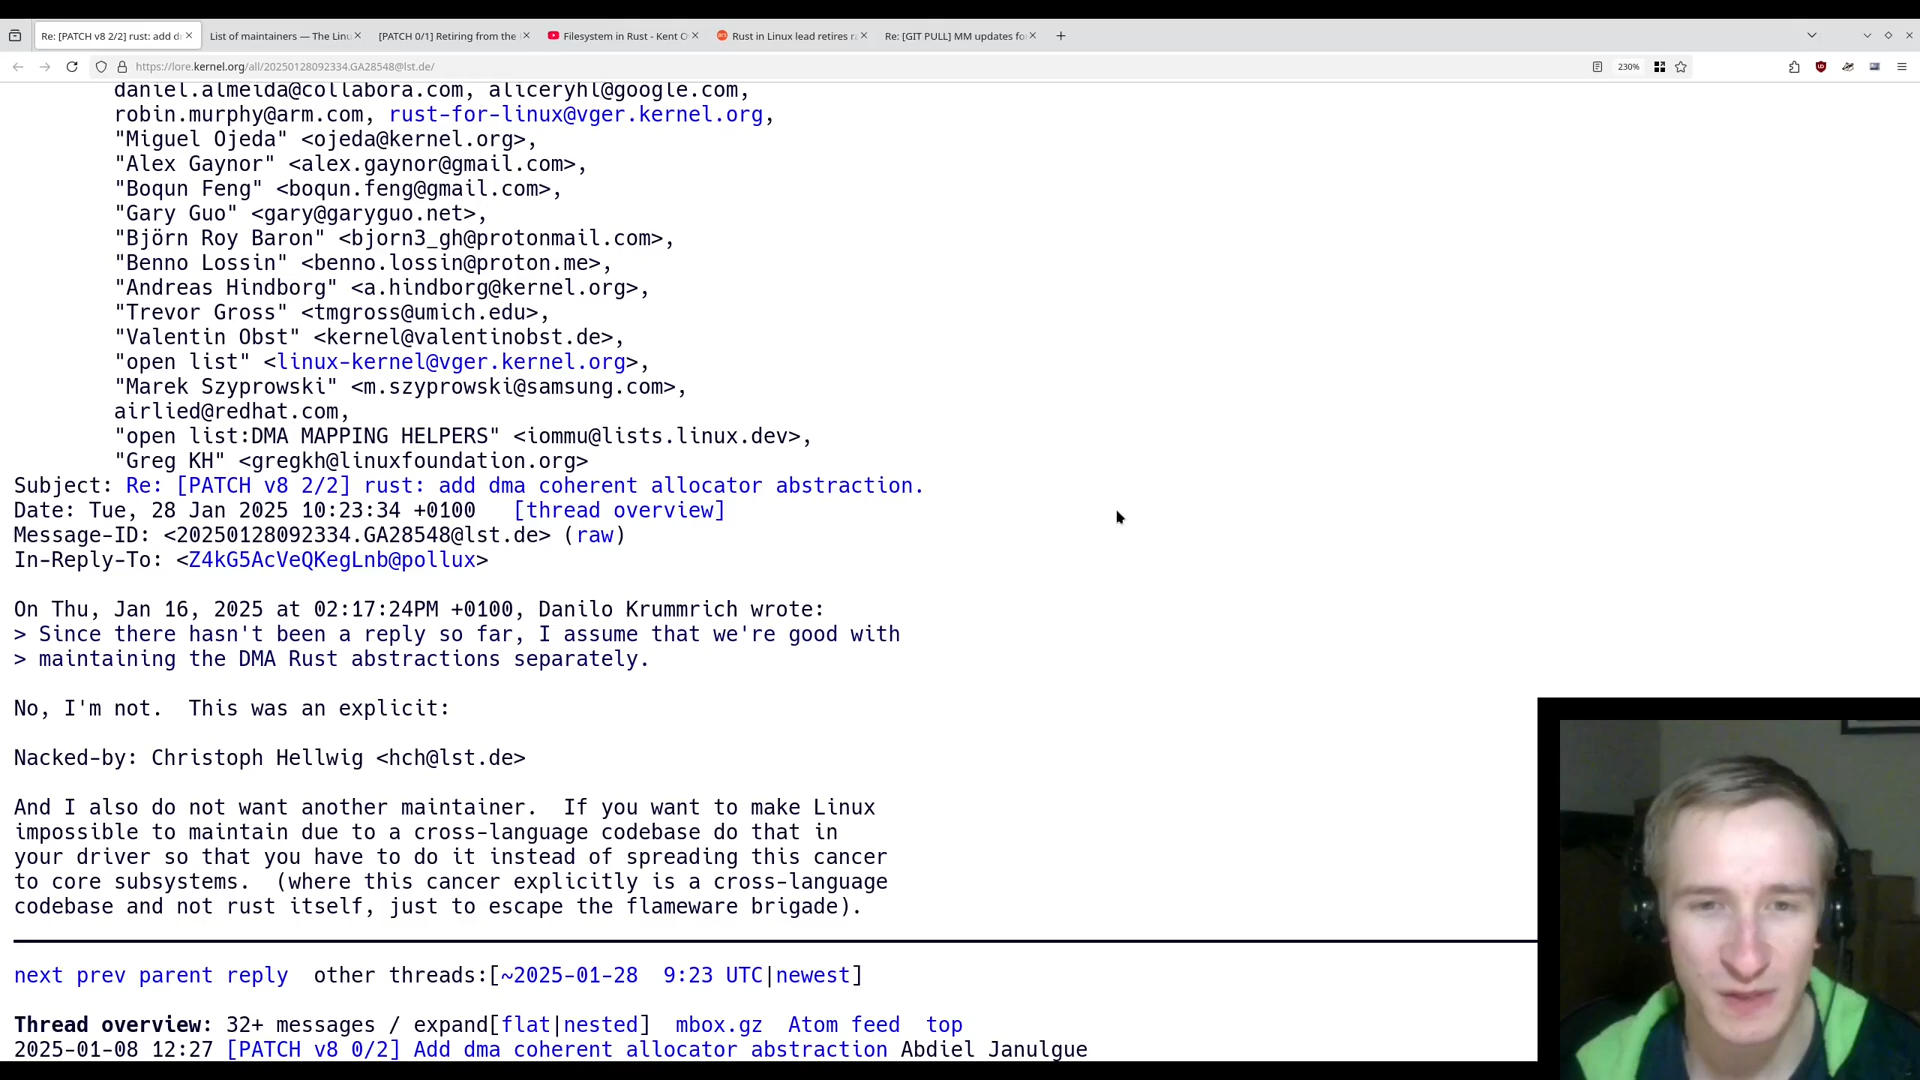 Re: [PATCH v8 2/2] rust: add d
List of maintainers — The Linu
[PATCH 0/1] Retiring from the
Filesystem in Rust - Kent O
Rust in Linux lead retires r
Re: [GIT PULL] MM updates fo
https://lore.kernel.org/all/20250128092334.GA28548@lst.de/
230%
daniel.almeida@collabora.com, aliceryhl@google.com,
robin.murphy@arm.com, rust-for-linux@vger.kernel.org,
"Miguel Ojeda" <ojeda@kernel.org>,
"Alex Gaynor" <alex.gaynor@gmail.com>,
"Boqun Feng" <boqun.feng@gmail.com>,
"Gary Guo" <gary@garyguo.net>,
"Björn Roy Baron" <bjorn3_gh@protonmail.com>,
"Benno Lossin" <benno.lossin@proton.me>,
"Andreas Hindborg" <a.hindborg@kernel.org>,
"Trevor Gross" <tmgross@umich.edu>,
"Valentin Obst" <kernel@valentinobst.de>,
"open list" <linux-kernel@vger.kernel.org>,
"Marek Szyprowski" <m.szyprowski@samsung.com>,
airlied@redhat.com,
"open list:DMA MAPPING HELPERS" <iommu@lists.linux.dev>,
"Greg KH" <gregkh@linuxfoundation.org>
Subject: Re: [PATCH v8 2/2] rust: add dma coherent allocator abstraction.
Date: Tue, 28 Jan 2025 10:23:34 +0100 [thread overview]
Message-ID: <20250128092334.GA28548@lst.de> (raw)
In-Reply-To: <Z4kG5AcVeQKegLnb@pollux>
On Thu, Jan 16, 2025 at 02:17:24PM +0100, Danilo Krummrich wrote:
> Since there hasn't been a reply so far, I assume that we're good with
> maintaining the DMA Rust abstractions separately.
No, I'm not. This was an explicit:
Nacked-by: Christoph Hellwig <hch@lst.de>
And I also do not want another maintainer. If you want to make Linux
impossible to maintain due to a cross-language codebase do that in
your driver so that you have to do it instead of spreading this cancer
to core subsystems. (where this cancer explicitly is a cross-language
codebase and not rust itself, just to escape the flameware brigade).
next prev parent reply other threads:[~2025-01-28 9:23 UTC|newest]
Thread overview: 32+ messages / expand[flat|nested] mbox.gz Atom feed top
2025-01-08 12:27 [PATCH v8 0/2] Add dma coherent allocator abstraction Abdiel Janulgue